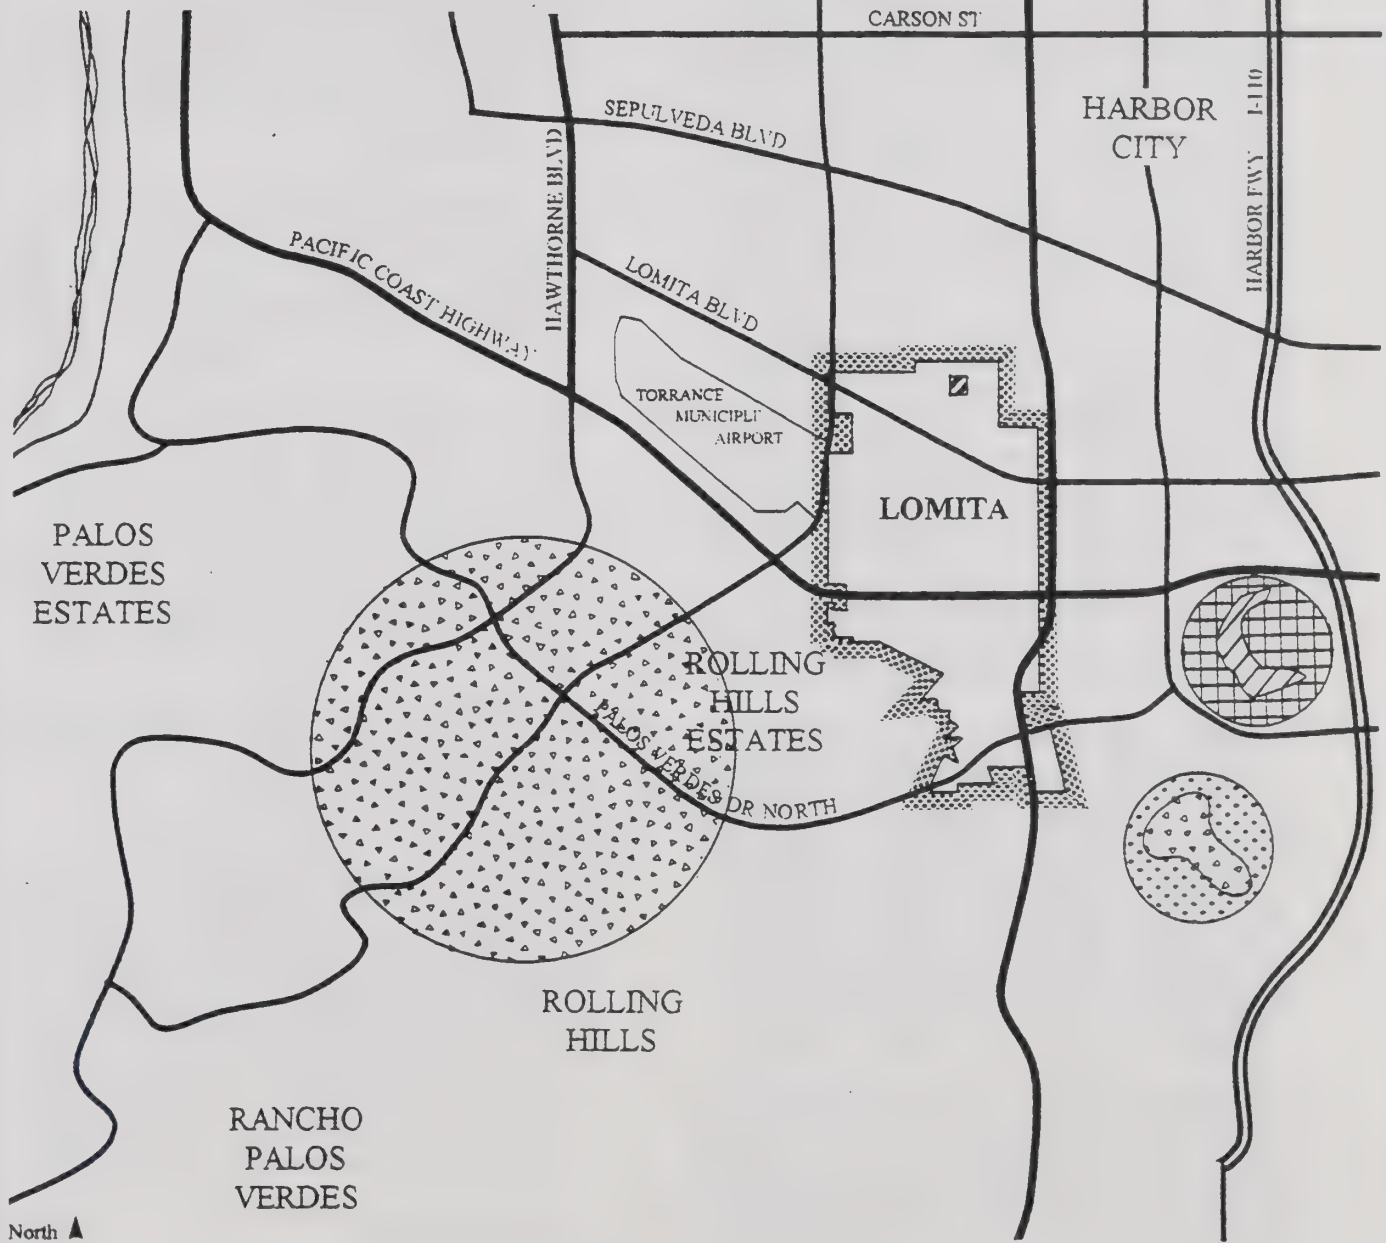 CARSON ST
HARBOR
CITY
SEPULVEDA BLVD
HARBOR FWY I-110
HAWTHORNE BLVD
PACIFIC COAST HIGHWAY
LOMITA BLVD
TORRANCE
MUNICIPLE
AIRPORT
LOMITA
PALOS
VERDES
ESTATES
ROLLING
HILLS
ESTATES
PALOS VERDES DR NORTH
ROLLING
HILLS
RANCHO
PALOS
VERDES
North